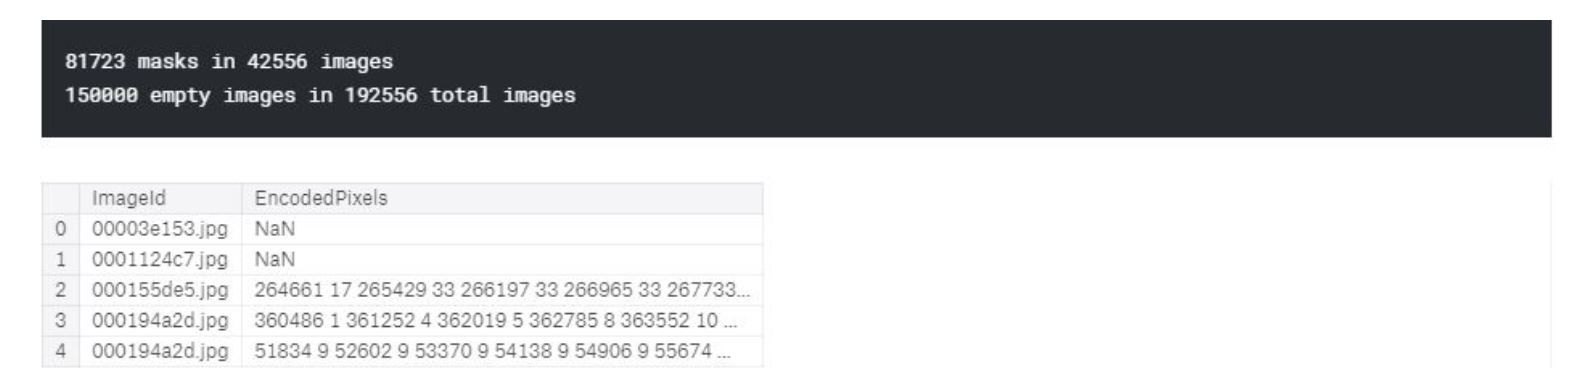 81723 masks in 42556 images
150000 empty images in 192556 total images
ImageId EncodedPixels
0 00003e153.jpg NaN
1 0001124c7.jpg NaN
2 000155de5.jpg 264661 17 265429 33 266197 33 266965 33 267733...
3 000194a2d.jpg 360486 1 361252 4 362019 5 362785 8 363552 10 ...
4 000194a2d.jpg 51834 9 52602 9 53370 9 54138 9 54906 9 55674 ...